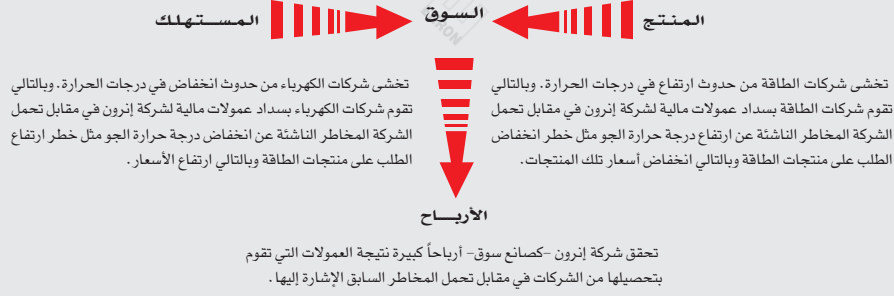 المنتج
السوق
ENRON
المستهلك
تخشى شركات الطاقة من حدوث ارتفاع في درجات الحرارة. وبالتالي
تقوم شركات الطاقة بسداد عمولات مالية لشركة إنرون في مقابل تحمل
الشركة المخاطر الناشئة عن ارتفاع درجة حرارة الجو مثل خطر انخفاض
الطلب على منتجات الطاقة وبالتالي انخفاض أسعار تلك المنتجات.
تخشى شركات الكهرباء من حدوث انخفاض في درجات الحرارة. وبالتالي
تقوم شركات الكهرباء بسداد عمولات مالية لشركة إنرون في مقابل تحمل
الشركة المخاطر الناشئة عن انخفاض درجة حرارة الجو مثل خطر ارتفاع
الطلب على منتجات الطاقة وبالتالي ارتفاع الأسعار.
الأربـــاح
تحقق شركة إنرون -كصانع سوق- أرباحاً كبيرة نتيجة العمولات التي تقوم
بتحصيلها من الشركات في مقابل تحمل المخاطر السابق الإشارة إليها.